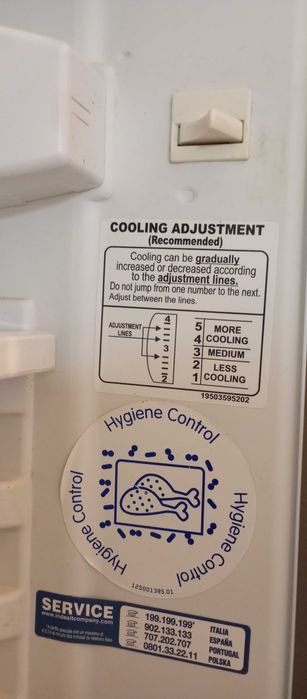 COOLING ADJUSTMENT
(Recommended)
Cooling can be gradually
increased or decreased according
to the adjustment lines.
Do not jump from one number to the next.
Adjust between the lines.
ADJUSTMENT
LINES
4
3
2
5 MORE
4 COOLING
3 MEDIUM
2 LESS
1 COOLING
19503595202
Hygiene Control
Hygiene Control
Hygiene Control
125001395.01
SERVICE
www.indesitcompany.com
199.199.199* ITALIA
902.133.133 ESPAÑA
707.202.707 PORTUGAL
0801.33.22.11 POLSKA